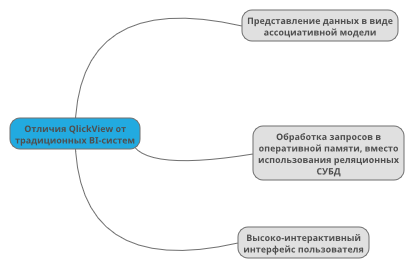 Представление данных в виде
ассоциативной модели
Отличия QlickView от
традиционных BI-систем
Обработка запросов в
оперативной памяти, вместо
использования реляционных
СУБД
Высоко-интерактивный
интерфейс пользователя